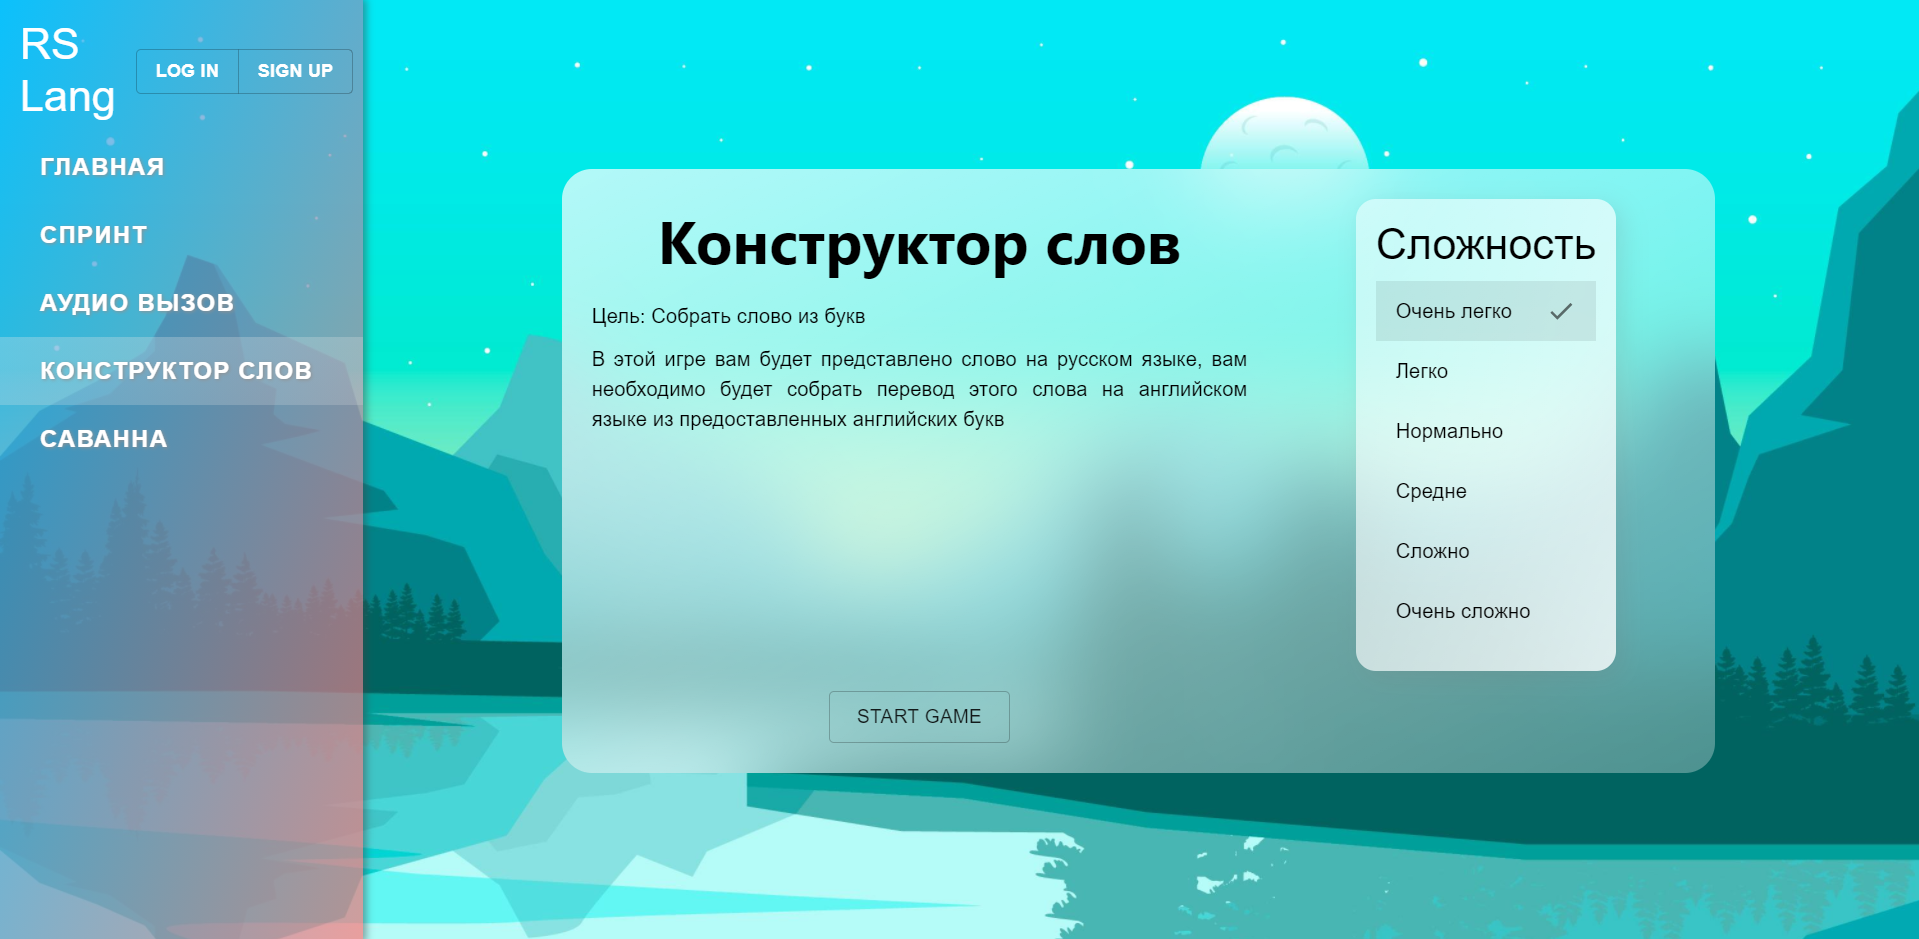 RS
Lang
LOG IN
SIGN UP
ГЛАВНАЯ
СПРИНТ
АУДИО ВЫЗОВ
КОНСТРУКТОР СЛОВ
САВАННА
Конструктор слов
Цель: Собрать слово из букв
В этой игре вам будет представлено слово на русском языке, вам
необходимо будет собрать перевод этого слова на английском
языке из предоставленных английских букв
START GAME
Сложность
Очень легко
Легко
Нормально
Средне
Сложно
Очень сложно